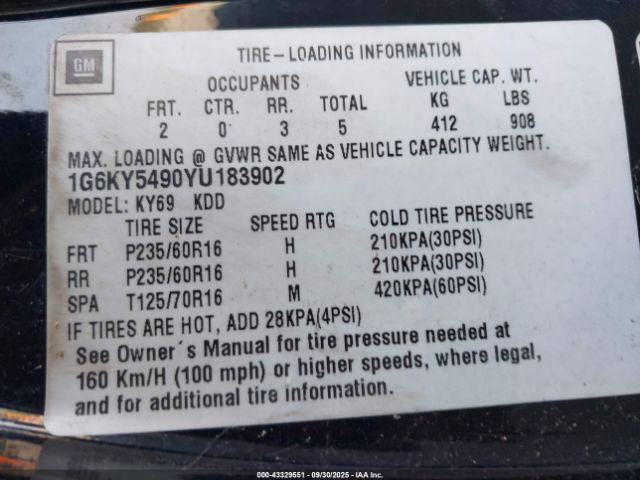 GM
TIRE-LOADING INFORMATION
OCCUPANTS VEHICLE CAP. WT.
FRT. CTR. RR. TOTAL KG LBS
2 0 3 5 412 908
MAX. LOADING @ GVWR SAME AS VEHICLE CAPACITY WEIGHT.
1G6KY5490YU183902
MODEL: KY69 KDD
TIRE SIZE SPEED RTG COLD TIRE PRESSURE
FRT P235/60R16 H 210KPA(30PSI)
RR P235/60R16 H 210KPA(30PSI)
SPA T125/70R16 M 420KPA(60PSI)
IF TIRES ARE HOT, ADD 28KPA(4PSI)
See Owner´s Manual for tire pressure needed at
160 Km/H (100 mph) or higher speeds, where legal,
and for additional tire information.
000-43329551 - 09/30/2025 - IAA Inc.